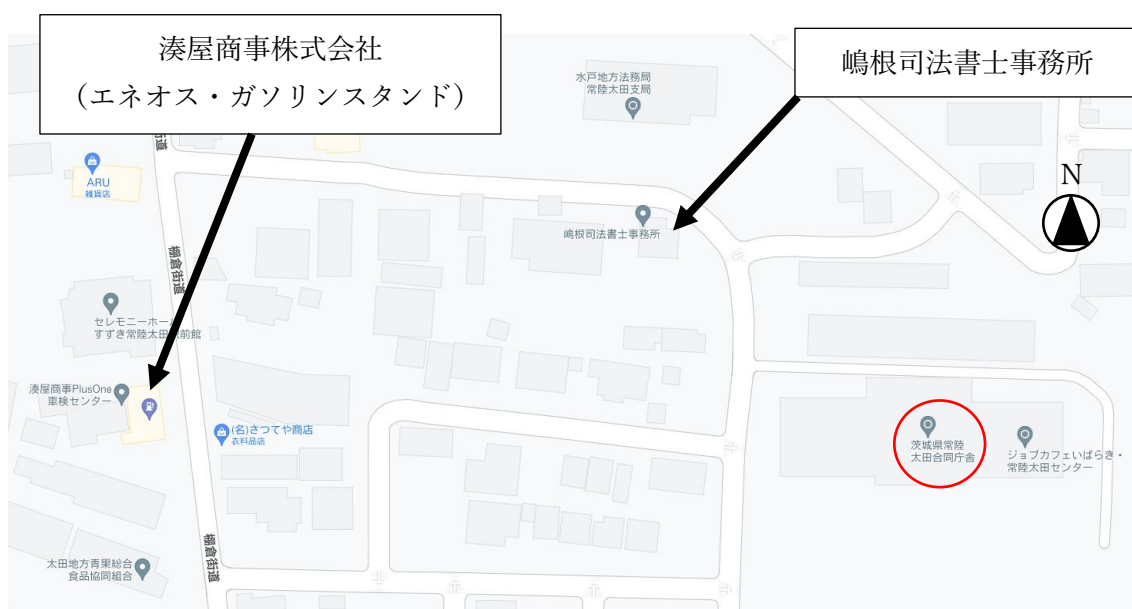 湊屋商事株式会社
（エネオス・ガソリンスタンド）
嶋根司法書士事務所
水戸地方法務局
常陸太田支局
街道
ARU
雑貨店
N
嶋根司法書士事務所
棚倉街道
セレモニーホー
すずき常陸太田 前館
湊屋商事PlusOne
車検センター
(名)さつてや商店
衣料品店
茨城県常陸
太田合同庁舎
ジョブカフェいばらき・
常陸太田センター
棚倉街道
太田地方青果総合
食品協同組合